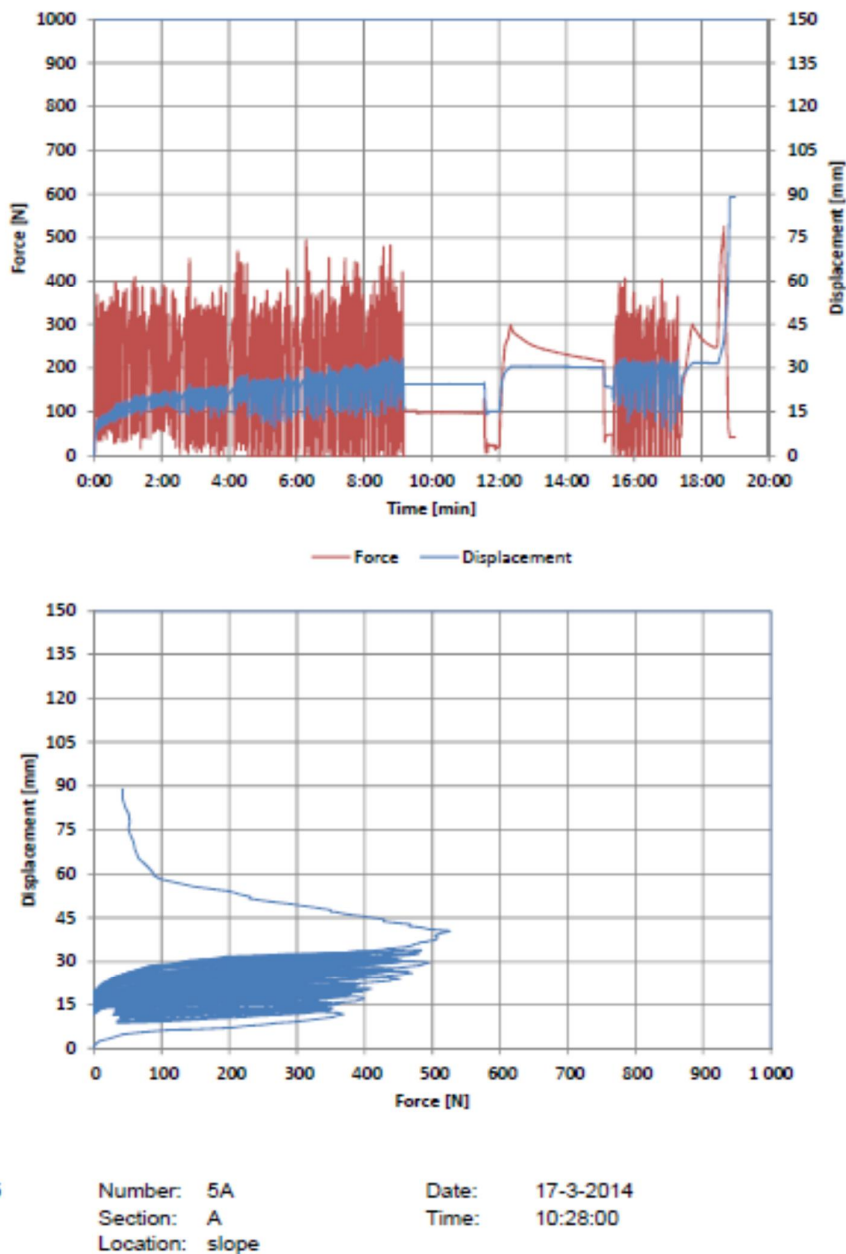 1000 150
900 135
800 120
700 105
600 90
500 75
400 60
300 45
200 30
100 15
0 0
Force [N]
Displacement [mm]
0:00 2:00 4:00 6:00 8:00 10:00 12:00 14:00 16:00 18:00 20:00
Time [min]
Force Displacement
150
135
120
105
90
75
60
45
30
15
0
Displacement [mm]
0 100 200 300 400 500 600 700 800 900 1 000
Force [N]
Number: 5A Date: 17-3-2014
Section: A Time: 10:28:00
Location: slope